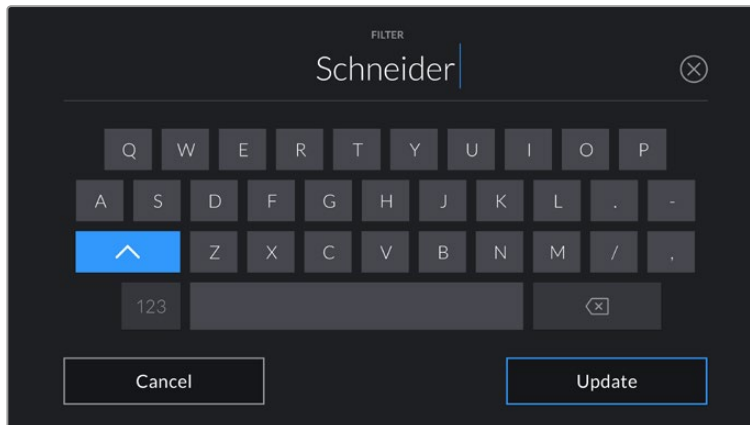 FILTER
Schneider
Q W E R T Y U I O P
A S D F G H J K L . -
Z X C V B N M / ,
123
Cancel Update